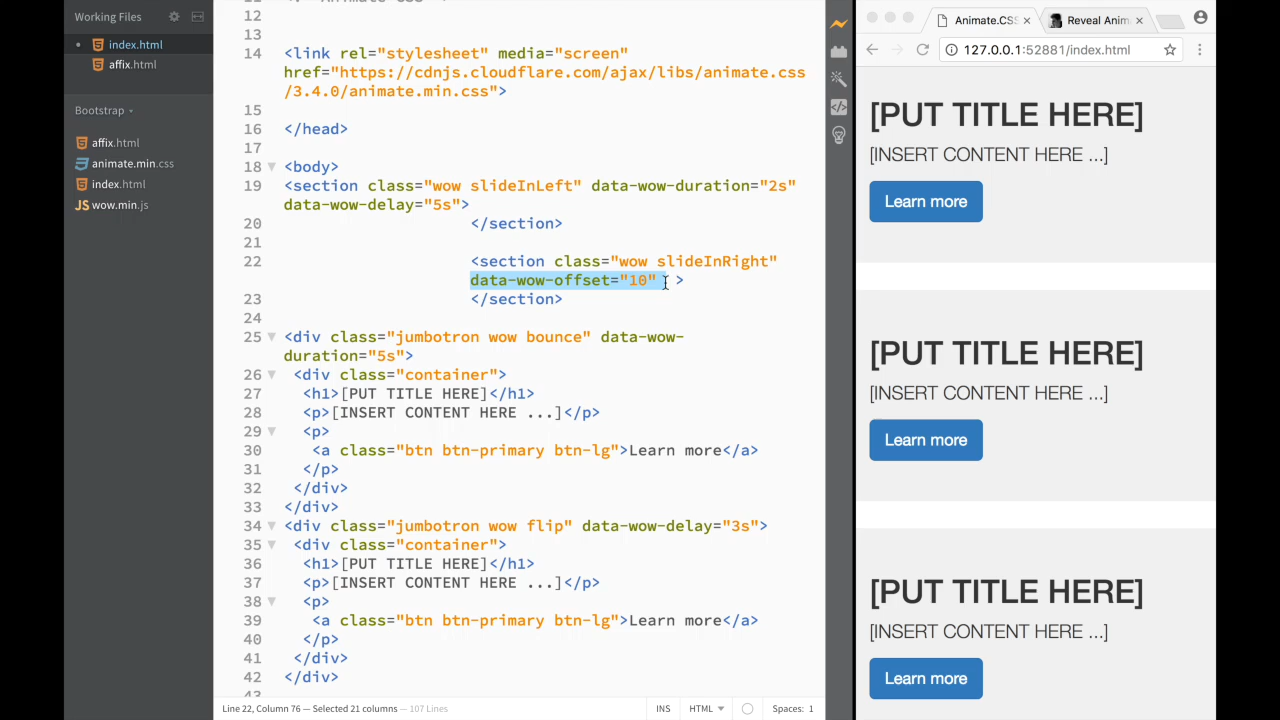 Working Files
index.html
affix.html
Bootstrap
affix.html
animate.min.css
index.html
JS wow.min.js
12
13
14 <link rel="stylesheet" media="screen"
href="https://cdnjs.cloudflare.com/ajax/libs/animate.css
/3.4.0/animate.min.css">
15
16 </head>
17
18 <body>
19 <section class="wow slideInLeft" data-wow-duration="2s"
data-wow-delay="5s">
20 </section>
21
22 <section class="wow slideInRight"
data-wow-offset="10" >
23 </section>
24
25 <div class="jumbotron wow bounce" data-wow-
duration="5s">
26 <div class="container">
27 <h1>[PUT TITLE HERE]</h1>
28 <p>[INSERT CONTENT HERE ...]</p>
29 <p>
30 <a class="btn btn-primary btn-lg">Learn more</a>
31 </p>
32 </div>
33 </div>
34 <div class="jumbotron wow flip" data-wow-delay="3s">
35 <div class="container">
36 <h1>[PUT TITLE HERE]</h1>
37 <p>[INSERT CONTENT HERE ...]</p>
38 <p>
39 <a class="btn btn-primary btn-lg">Learn more</a>
40 </p>
41 </div>
42 </div>
Line 22, Column 76 — Selected 21 columns — 107 Lines
INS HTML Spaces: 1
Animate.CSS Reveal Anim
127.0.0.1:52881/index.html
[PUT TITLE HERE]
[INSERT CONTENT HERE ...]
Learn more
[PUT TITLE HERE]
[INSERT CONTENT HERE ...]
Learn more
[PUT TITLE HERE]
[INSERT CONTENT HERE ...]
Learn more